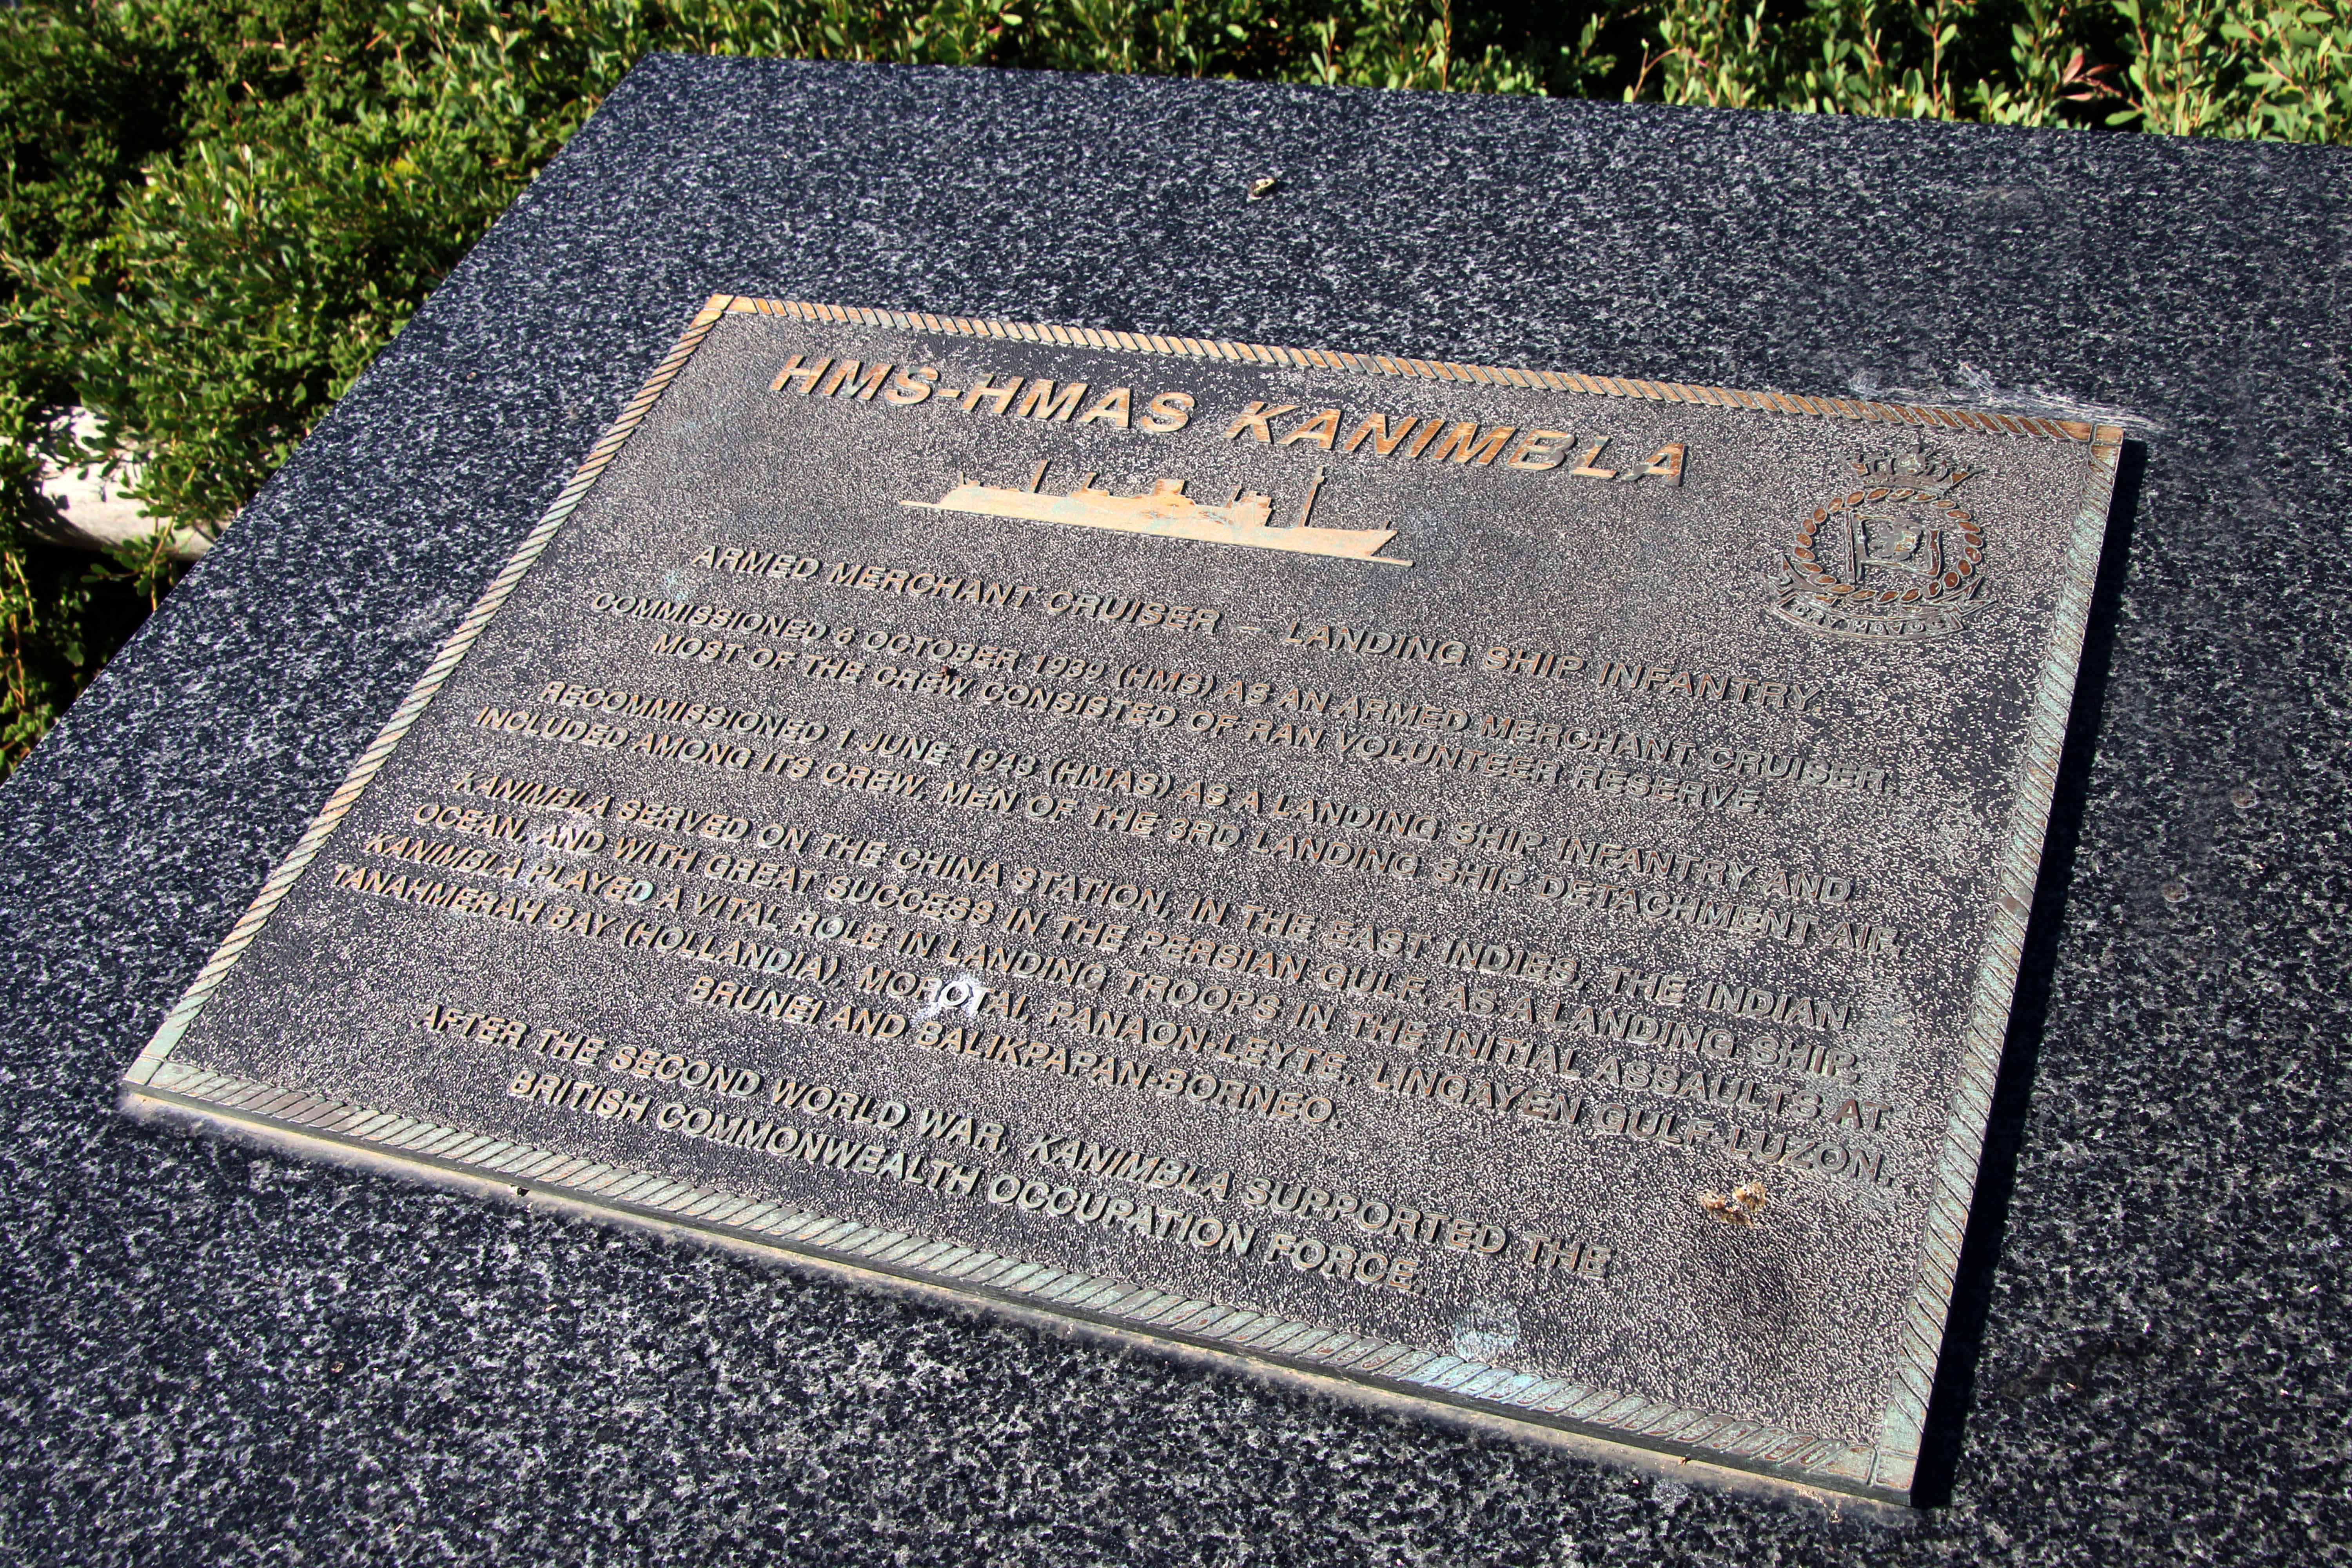 HMS-HMAS KANIMBLA
ARMED MERCHANT CRUISER – LANDING SHIP INFANTRY.
COMMISSIONED 6 OCTOBER 1939 (HMS) AS AN ARMED MERCHANT CRUISER.
MOST OF THE CREW CONSISTED OF RAN VOLUNTEER RESERVE.
RECOMMISSIONED 1 JUNE 1943 (HMAS) AS A LANDING SHIP INFANTRY AND
INCLUDED AMONG ITS CREW, MEN OF THE 3RD LANDING SHIP DETACHMENT AIF.
KANIMBLA SERVED ON THE CHINA STATION, IN THE EAST INDIES, THE INDIAN
OCEAN, AND WITH GREAT SUCCESS IN THE PERSIAN GULF. AS A LANDING SHIP,
KANIMBLA PLAYED A VITAL ROLE IN LANDING TROOPS IN THE INITIAL ASSAULTS AT
TANAHMERAH BAY (HOLLANDIA), MOROTAI, PANAON-LEYTE, LINGAYEN GULF-LUZON,
BRUNEI AND BALIKPAPAN-BORNEO.
AFTER THE SECOND WORLD WAR, KANIMBLA SUPPORTED THE
BRITISH COMMONWEALTH OCCUPATION FORCE.